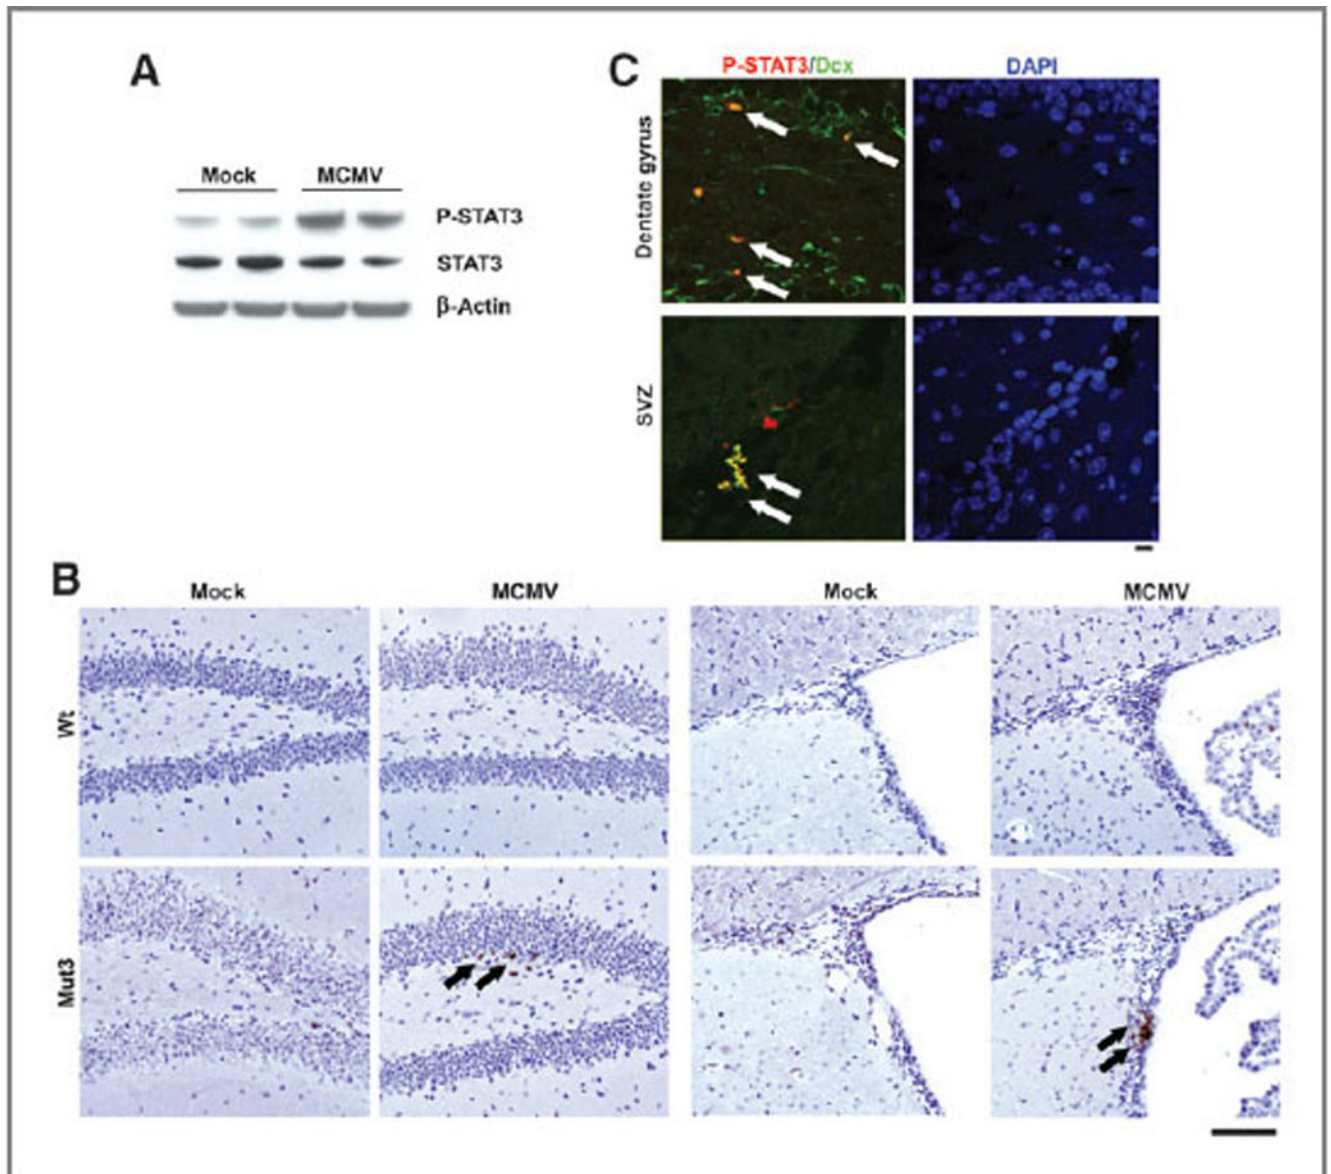 A
Mock MCMV
P-STAT3
STAT3
β-Actin
C
P-STAT3/Dcx DAPI
Dentate gyrus
SVZ
B
Mock MCMV Mock MCMV
Wt
Mut3